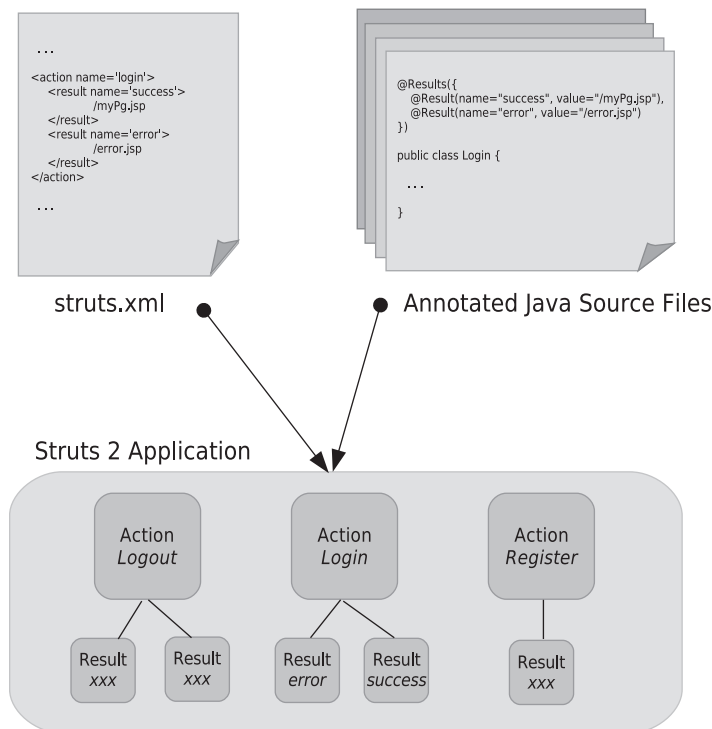 ...
<action name='login'>
<result name='success'>
/myPg.jsp
</result>
<result name='error'>
/error.jsp
</result>
</action>
...
struts.xml
@Results({
@Result(name="success", value="/myPg.jsp"),
@Result(name="error", value="/error.jsp")
})
public class Login {
...
}
Annotated Java Source Files
Struts 2 Application
Action
Logout
Result
xxx
Result
xxx
Action
Login
Result
error
Result
success
Action
Register
Result
xxx